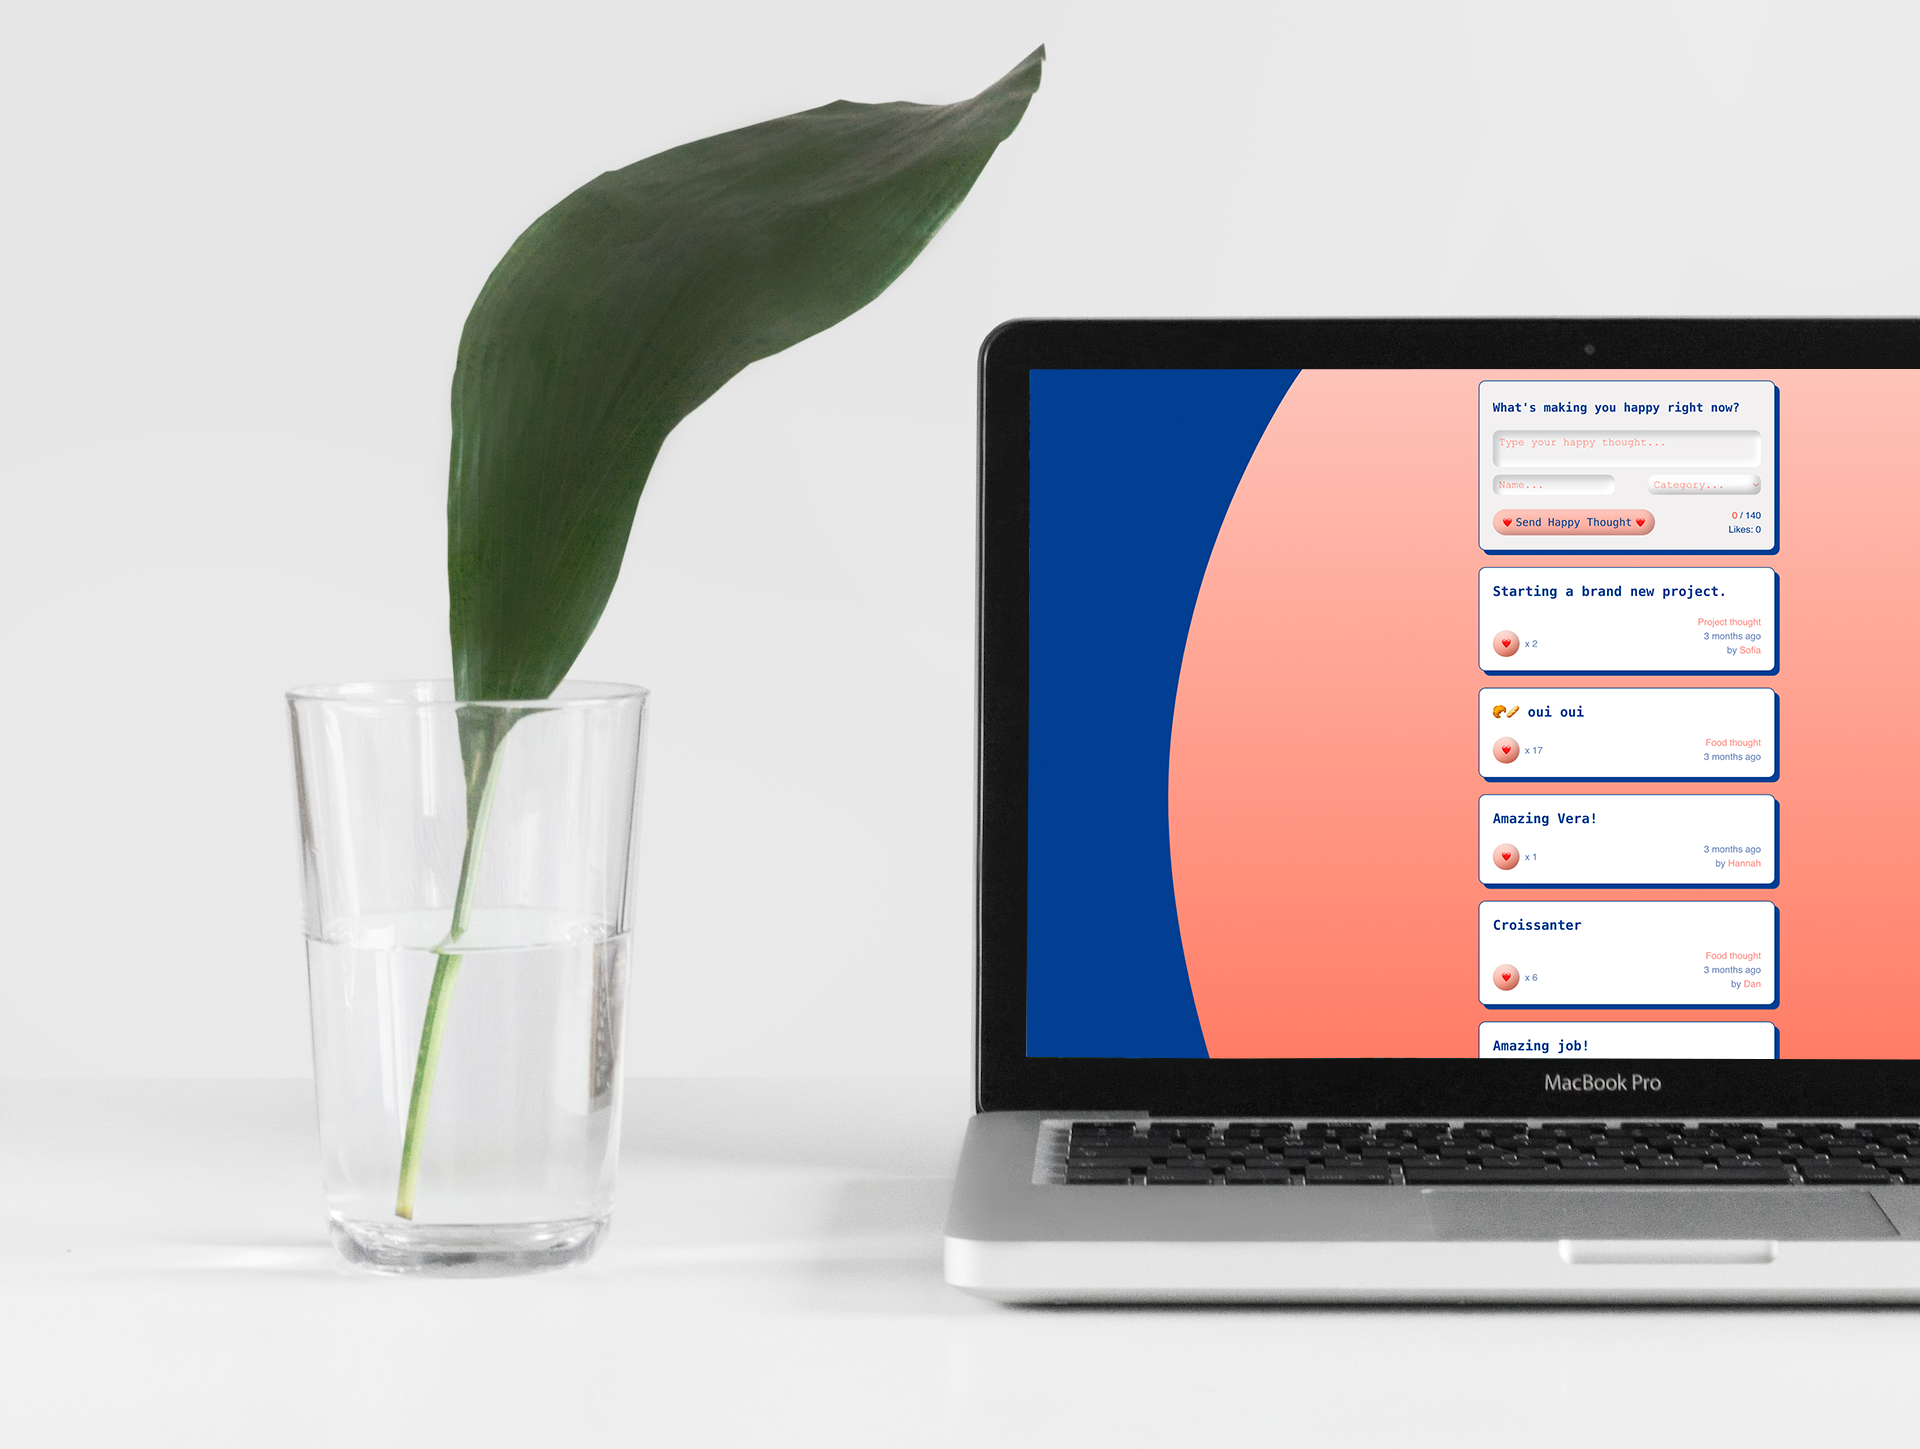 What's making you happy right now?
Type your happy thought...
Name... Category...
❤️ Send Happy Thought ❤️
0 / 140
Likes: 0
Starting a brand new project.
x 2
Project thought
3 months ago
by Sofia
🥐🥖 oui oui
x 17
Food thought
3 months ago
Amazing Vera!
x 1
3 months ago
by Hannah
Croissanter
x 6
Food thought
3 months ago
by Dan
Amazing job!
MacBook Pro